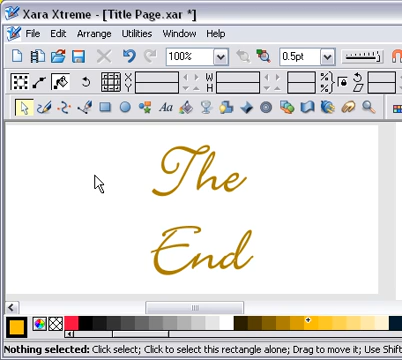 Xara Xtreme - [Title Page.xar *]
File Edit Arrange Utilities Window Help
100% 0.5pt
X W %
Y H %
Aa
The
End
Nothing selected: Click select; Click to select this rectangle alone; Drag to move it; Use Shift